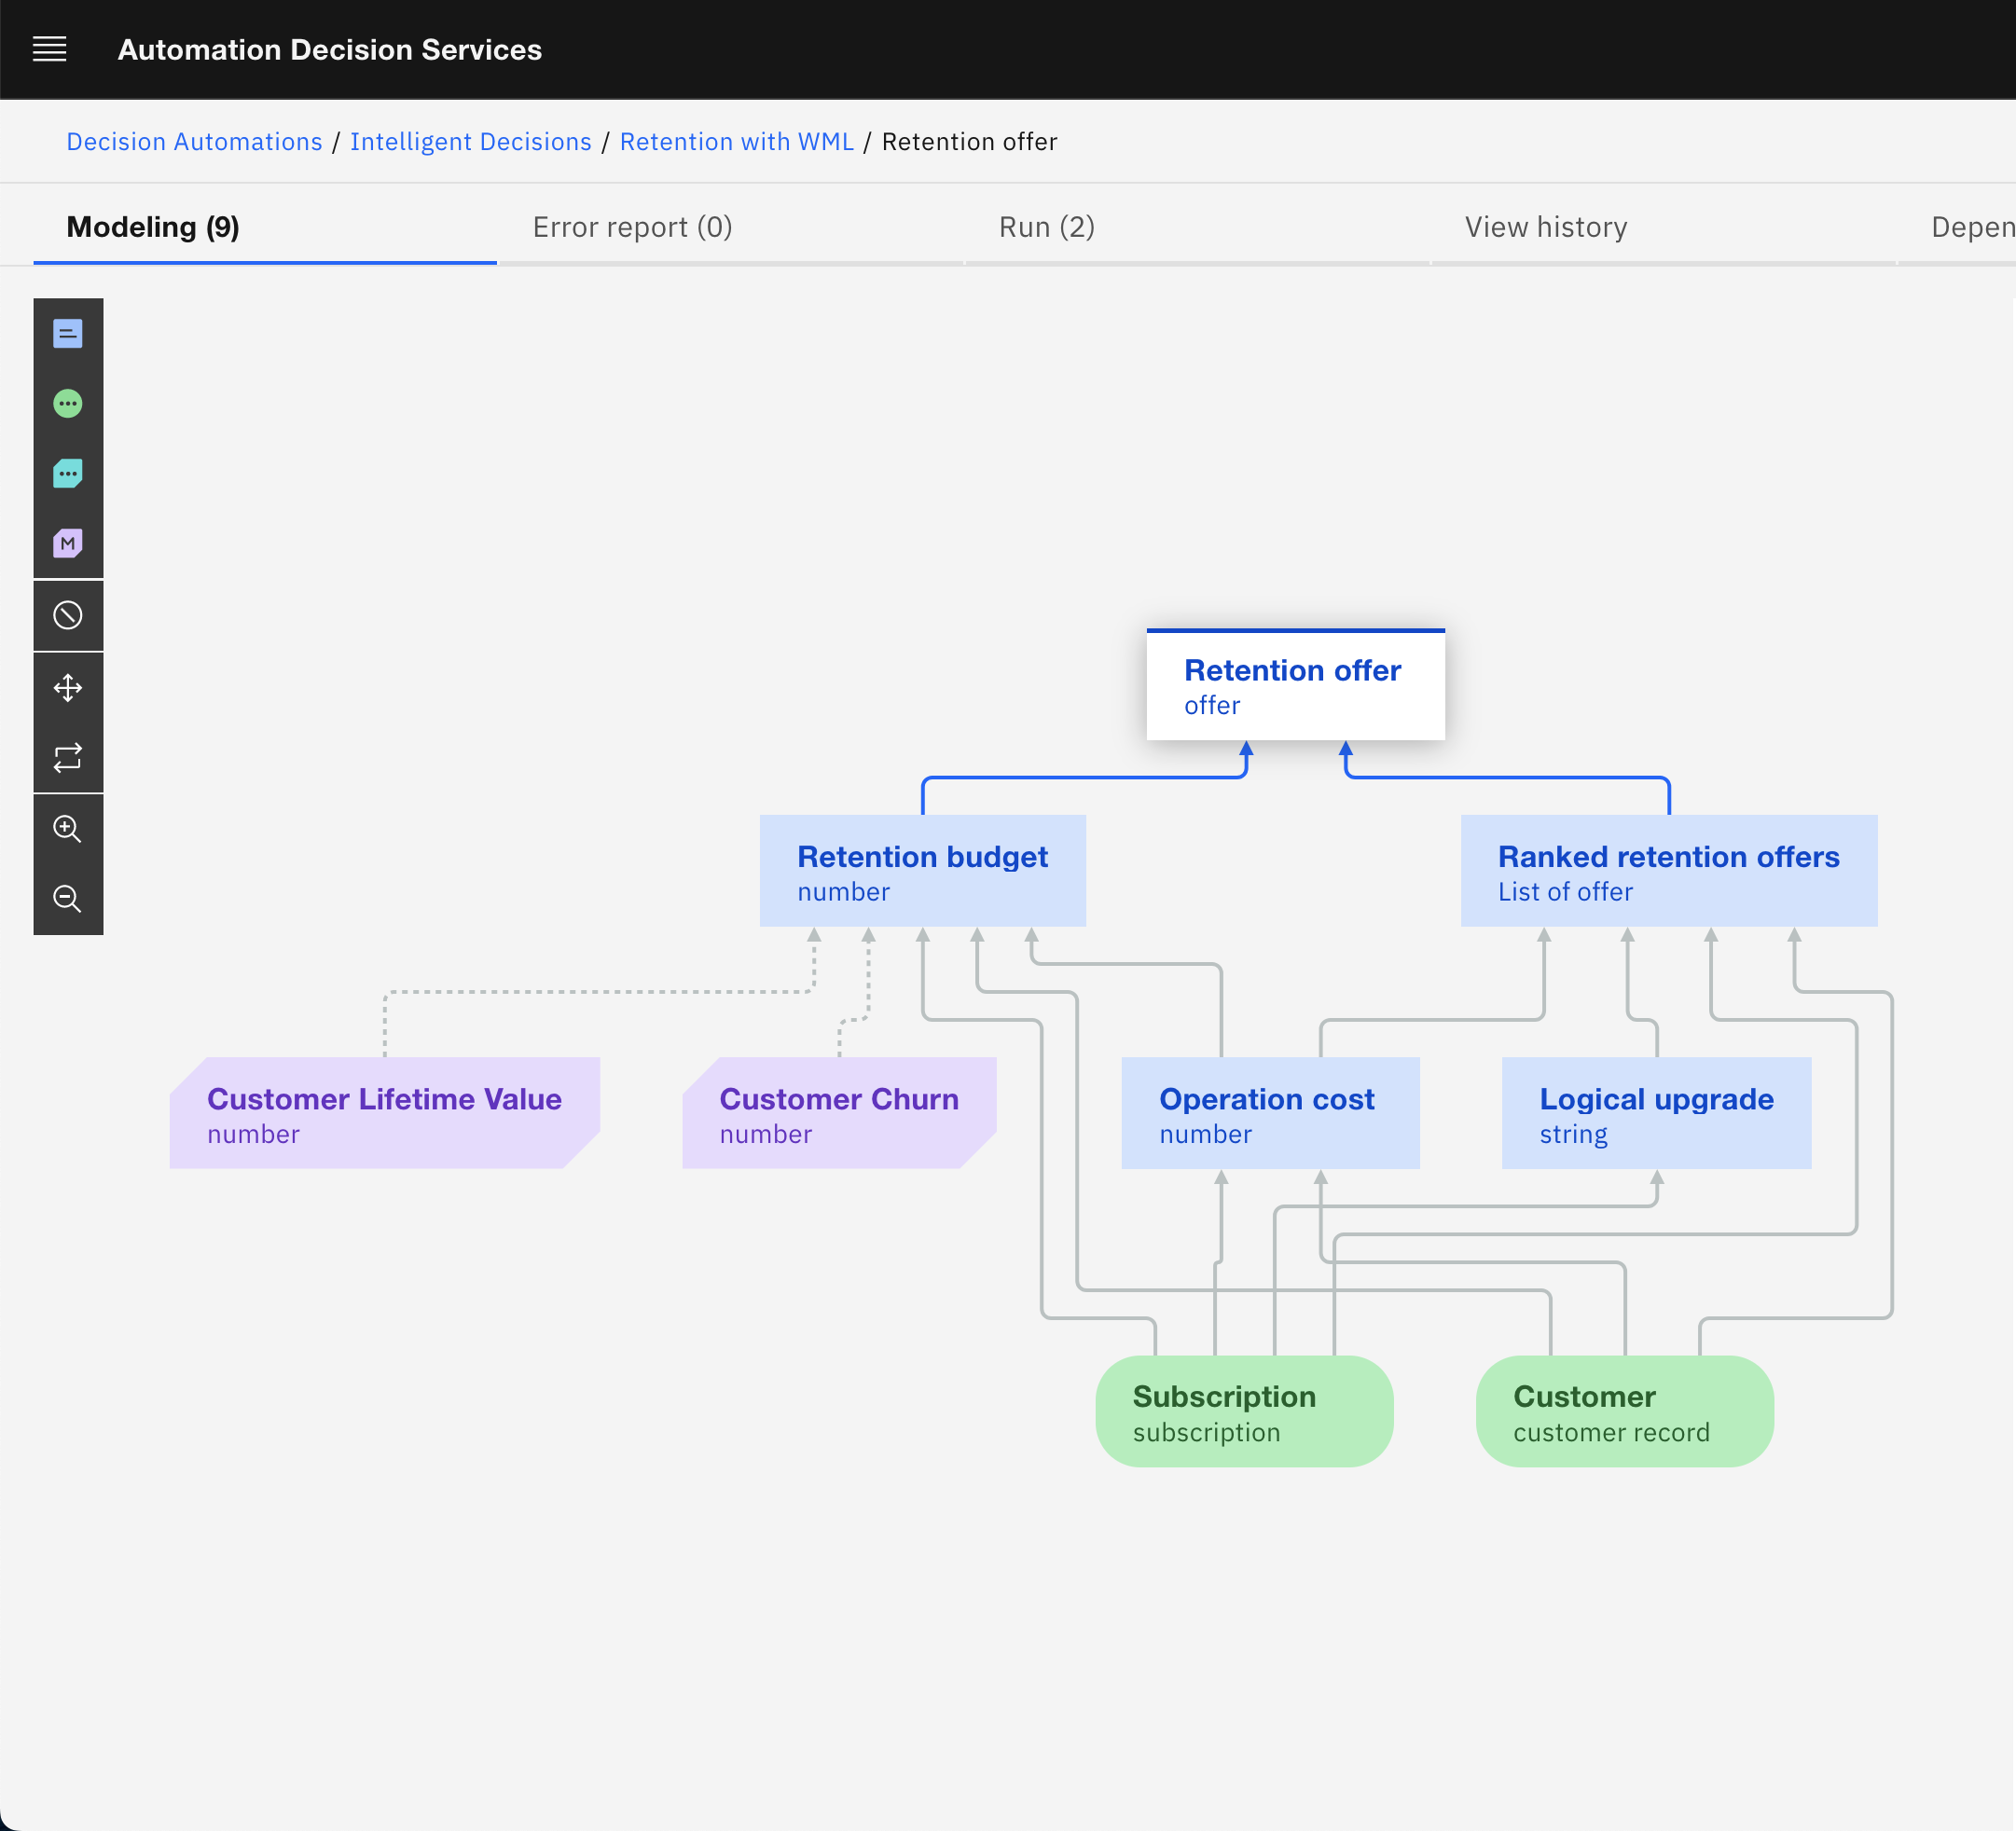 Automation Decision Services
Decision Automations / Intelligent Decisions / Retention with WML / Retention offer
Modeling (9) Error report (0) Run (2) View history Depen
M
Retention offer
offer
Retention budget
number
Ranked retention offers
List of offer
Customer Lifetime Value
number
Customer Churn
number
Operation cost
number
Logical upgrade
string
Subscription
subscription
Customer
customer record